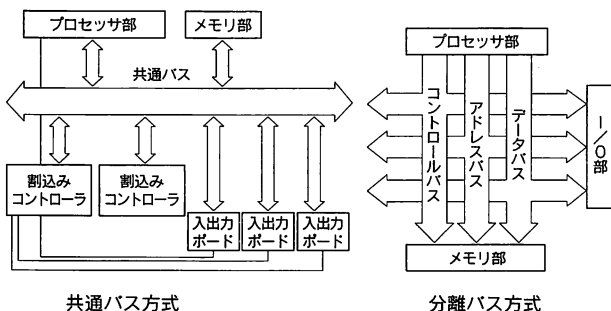 プロセッサ部
メモリ部
共通バス
割込み
コントローラ
割込み
コントローラ
入出力
ボード
入出力
ボード
入出力
ボード
共通バス方式
プロセッサ部
コントロールバス
アドレスバス
データバス
I/O部
メモリ部
分離バス方式